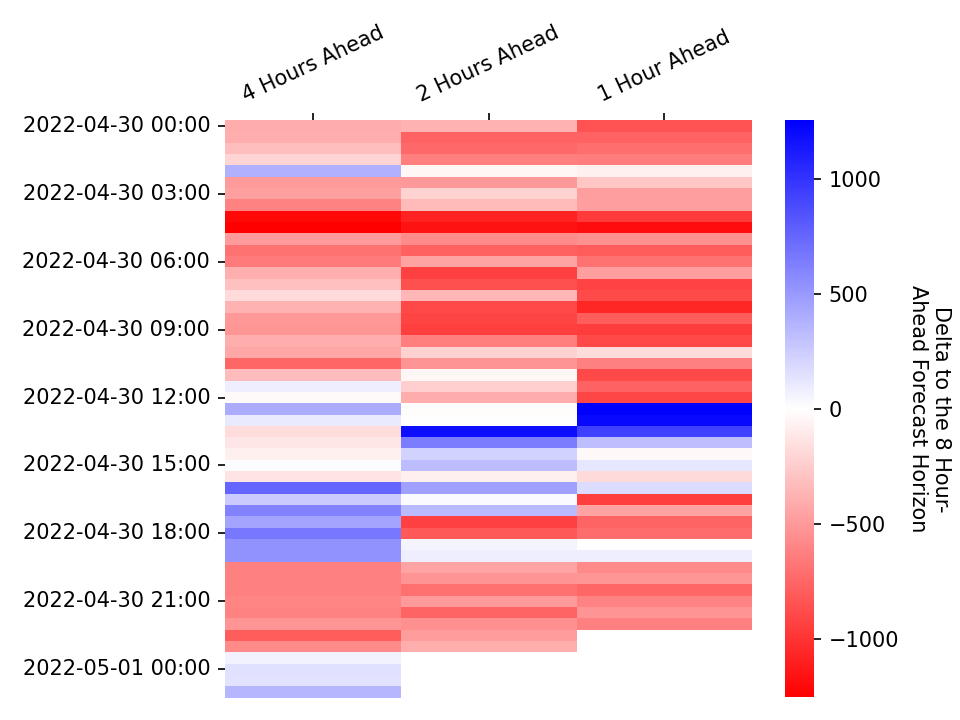 4 Hours Ahead
2 Hours Ahead
1 Hour Ahead
2022-04-30 00:00
2022-04-30 03:00
2022-04-30 06:00
2022-04-30 09:00
2022-04-30 12:00
2022-04-30 15:00
2022-04-30 18:00
2022-04-30 21:00
2022-05-01 00:00
1000
500
0
−500
−1000
Delta to the 8 Hour-
Ahead Forecast Horizon